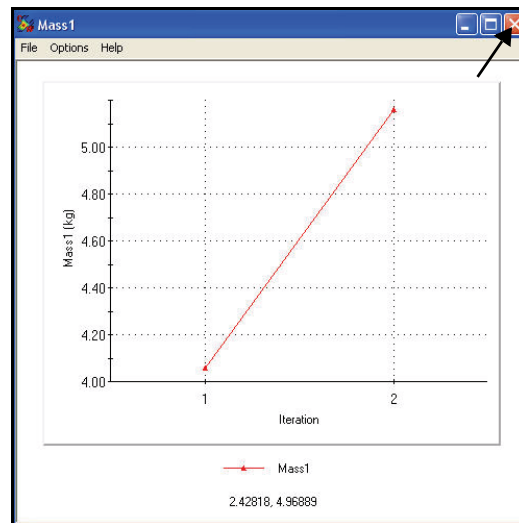 Mass1
File Options Help
Mass1 (kg)
5.00
4.80
4.60
4.40
4.20
4.00
1 2
Iteration
Mass1
2.42818, 4.96889